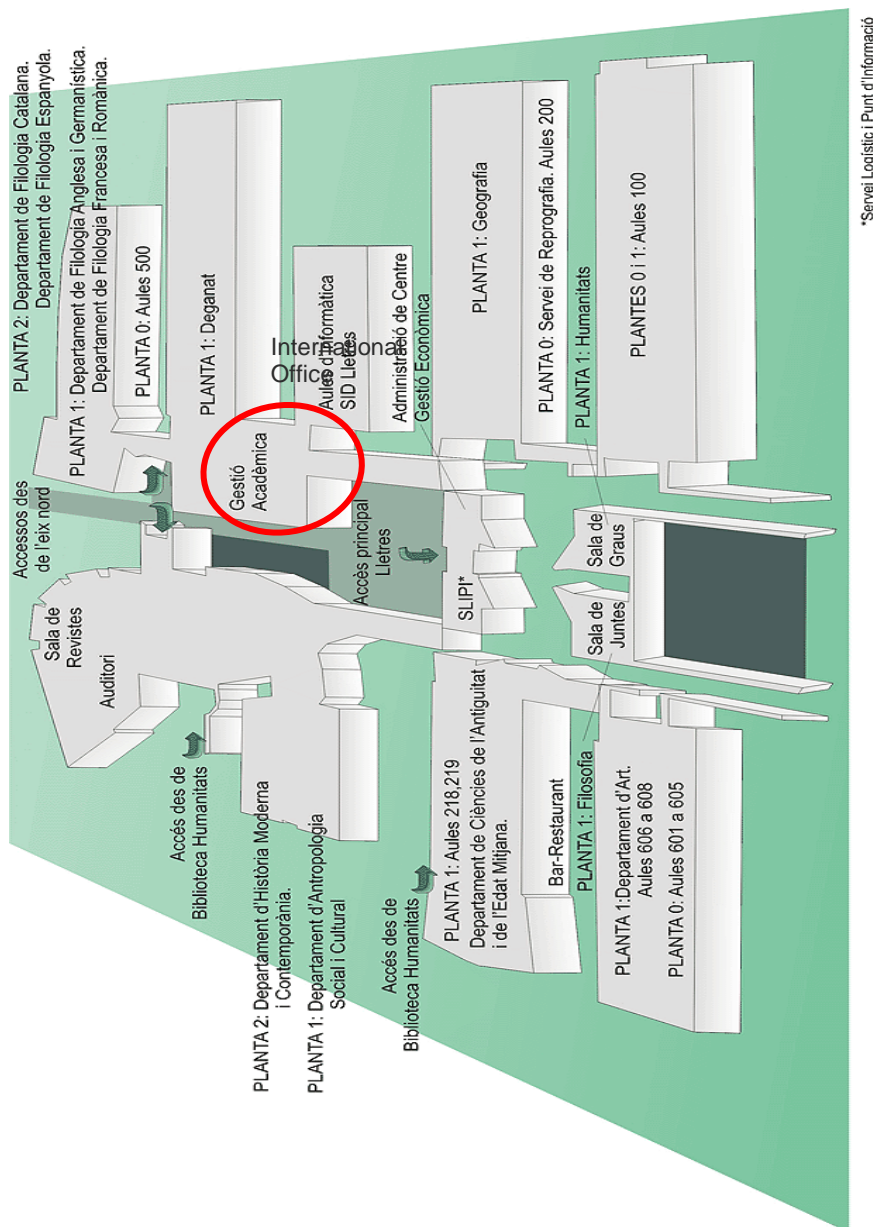 PLANTA 2: Departament de Filologia Catalana.
Departament de Filologia Espanyola.
PLANTA 1: Departament de Filologia Anglesa i Germanística.
Departament de Filologia Francesa i Romànica.
PLANTA 0: Aules 500
PLANTA 1: Deganat
International
Office
Aules d'informàtica
SID Lletres
Administració de Centre
Gestió Econòmica
PLANTA 1: Geografia
PLANTA 0: Servei de Reprografia. Aules 200
PLANTA 1: Humanitats
PLANTES 0 i 1: Aules 100
Gestió
Acadèmica
Accessos des
de l'eix nord
Accès principal
Lletres
SLIPI*
Sala de
Graus
Sala de
Juntes
Sala de
Revistes
Auditori
Accés des de
Biblioteca Humanitats
PLANTA 2: Departament d'Història Moderna
i Contemporània.
PLANTA 1: Departament d'Antropologia
Social i Cultural
Accés des de
Biblioteca Humanitats
PLANTA 1: Aules 218,219
Departament de Ciències de l'Antiguitat
i de l'Edat Mitjana.
Bar-Restaurant
PLANTA 1: Filosofia
PLANTA 1:Departament d'Art.
Aules 606 a 608
PLANTA 0: Aules 601 a 605
*Servei Logístic i Punt d'Informació